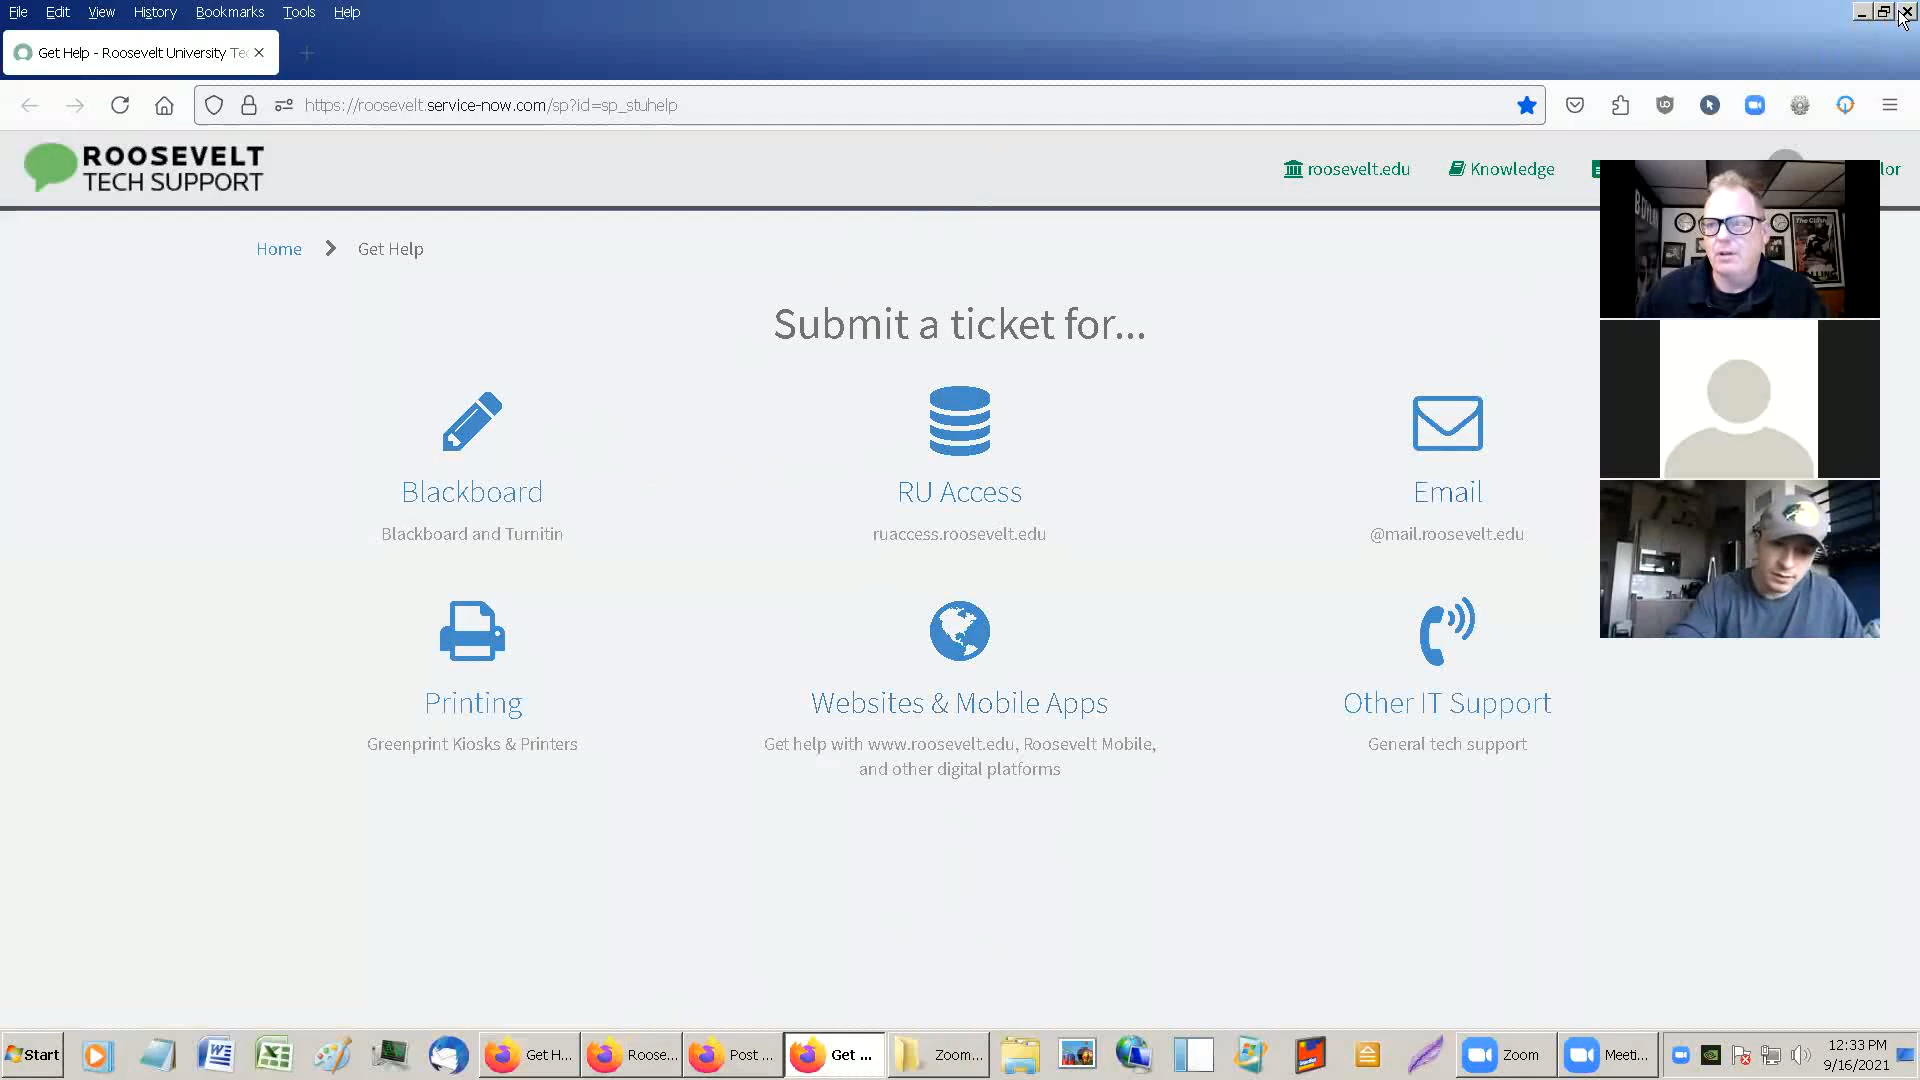 File Edit View History Bookmarks Tools Help
Get Help - Roosevelt University Te
https://roosevelt.service-now.com/sp?id=sp_stuhelp
ROOSEVELT
TECH SUPPORT
roosevelt.edu Knowledge lor
Home > Get Help
Submit a ticket for...
Blackboard
Blackboard and Turnitin
RU Access
ruaccess.roosevelt.edu
Email
@mail.roosevelt.edu
Printing
Greenprint Kiosks & Printers
Websites & Mobile Apps
Get help with www.roosevelt.edu, Roosevelt Mobile,
and other digital platforms
Other IT Support
General tech support
The Clash
Start Get H... Roose... Post ... Get ... Zoom... Zoom Meeti...
12:33 PM
9/16/2021